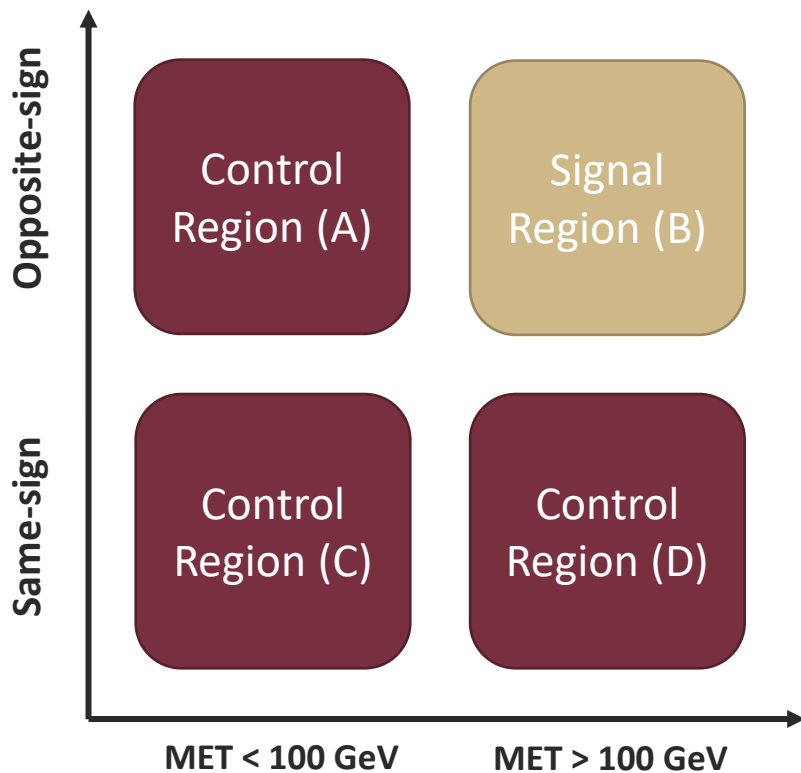 Opposite-sign
Control
Region (A)
Signal
Region (B)
Same-sign
Control
Region (C)
Control
Region (D)
MET < 100 GeV
MET > 100 GeV